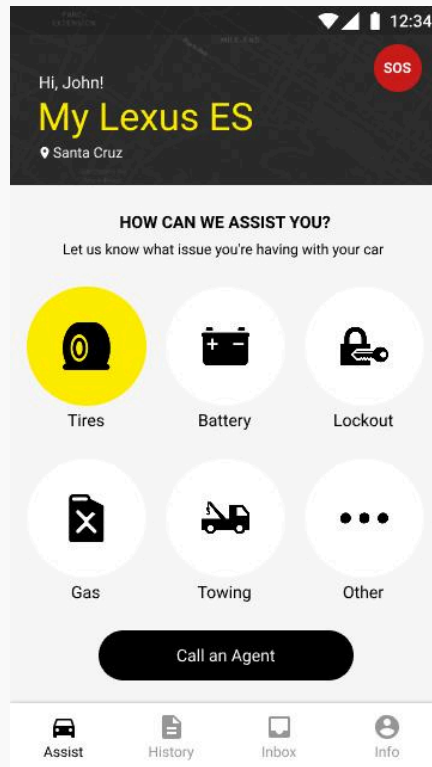 12:34
SOS
Hi, John!
My Lexus ES
Santa Cruz
HOW CAN WE ASSIST YOU?
Let us know what issue you're having with your car
Tires Battery Lockout
Gas Towing Other
Call an Agent
Assist History Inbox Info